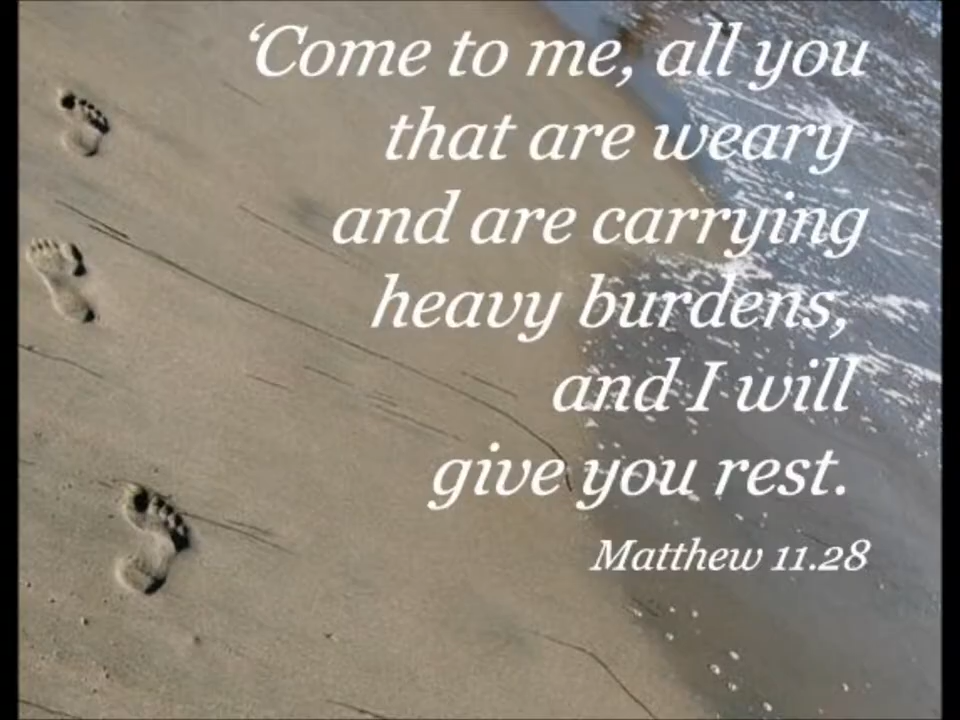 ‘Come to me, all you
that are weary
and are carrying
heavy burdens,
and I will
give you rest.
Matthew 11.28